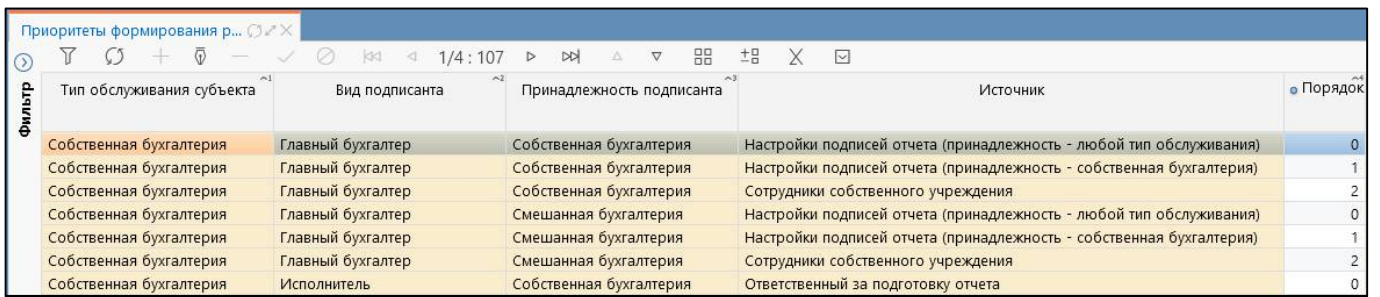 Приоритеты формирования р...
1/4 : 107
Фильтр
Тип обслуживания субъекта ^1 Вид подписанта ^2 Принадлежность подписанта ^3 Источник Порядок ^4
Собственная бухгалтерия Главный бухгалтер Собственная бухгалтерия Настройки подписей отчета (принадлежность - любой тип обслуживания) 0
Собственная бухгалтерия Главный бухгалтер Собственная бухгалтерия Настройки подписей отчета (принадлежность - собственная бухгалтерия) 1
Собственная бухгалтерия Главный бухгалтер Собственная бухгалтерия Сотрудники собственного учреждения 2
Собственная бухгалтерия Главный бухгалтер Смешанная бухгалтерия Настройки подписей отчета (принадлежность - любой тип обслуживания) 0
Собственная бухгалтерия Главный бухгалтер Смешанная бухгалтерия Настройки подписей отчета (принадлежность - собственная бухгалтерия) 1
Собственная бухгалтерия Главный бухгалтер Смешанная бухгалтерия Сотрудники собственного учреждения 2
Собственная бухгалтерия Исполнитель Собственная бухгалтерия Ответственный за подготовку отчета 0